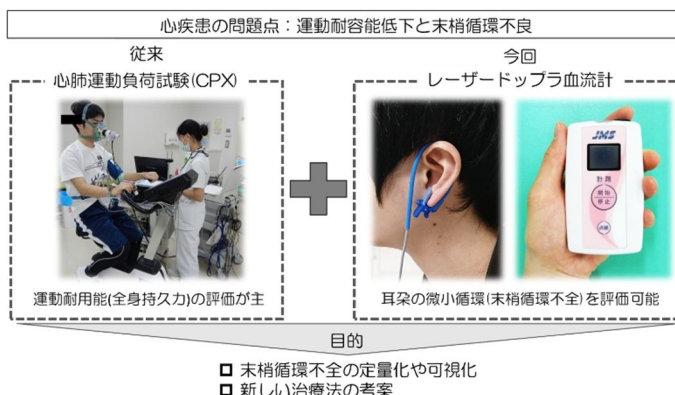 心疾患の問題点：運動耐容能低下と末梢循環不良
従来
心肺運動負荷試験(CPX)
運動耐用能(全身持久力)の評価が主
今回
レーザードップラ血流計
JMS
計測
開始
停止
点滅
耳朶の微小循環(末梢循環不全)を評価可能
目的
□ 末梢循環不全の定量化や可視化
□ 新しい治療法の考案